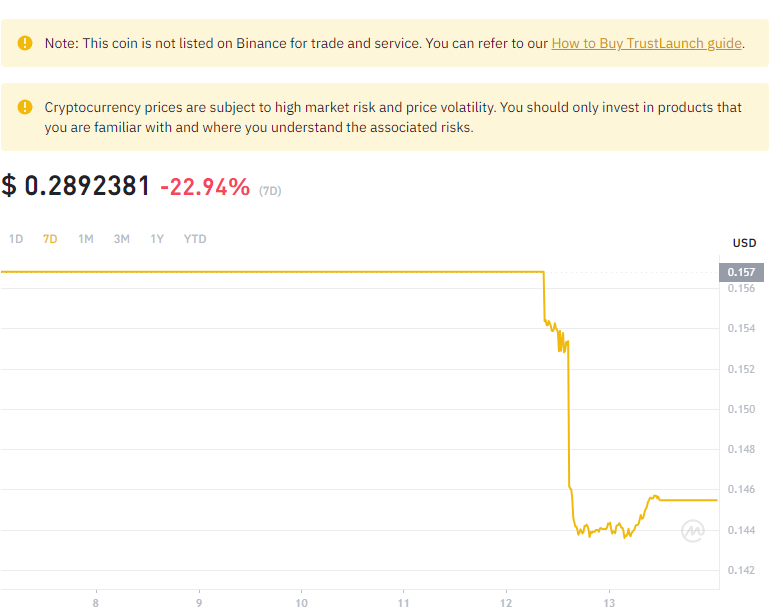 Note: This coin is not listed on Binance for trade and service. You can refer to our How to Buy TrustLaunch guide.
Cryptocurrency prices are subject to high market risk and price volatility. You should only invest in products that
you are familiar with and where you understand the associated risks.
$ 0.2892381 -22.94% (7D)
1D 7D 1M 3M 1Y YTD
USD
0.157
0.156
0.154
0.152
0.150
0.148
0.146
0.144
0.142
8 9 10 11 12 13